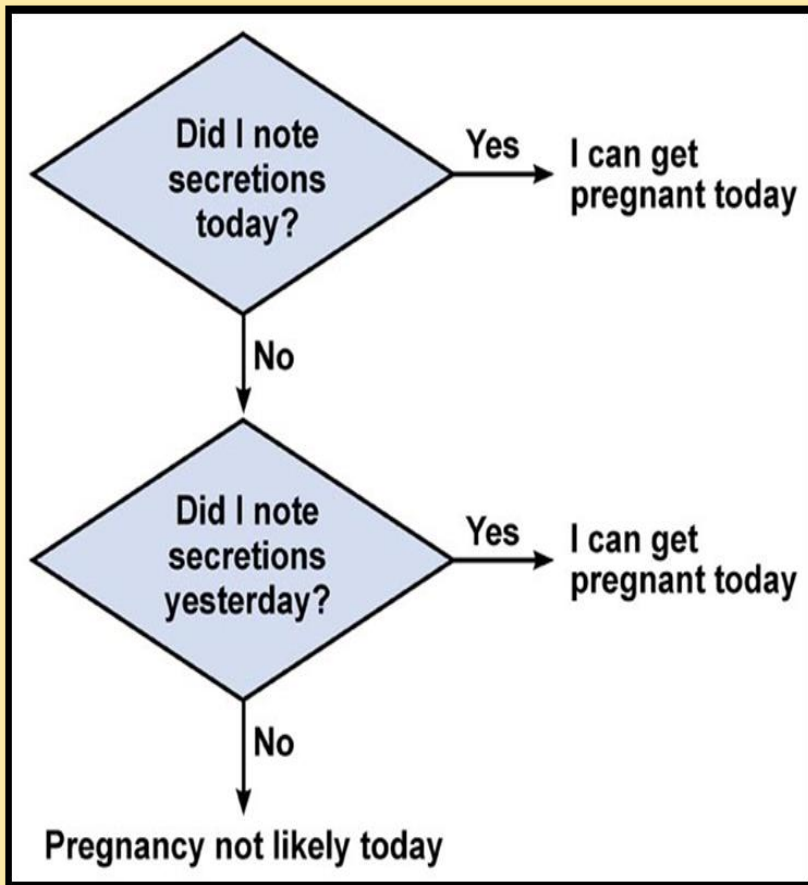 Did I note
secretions
today?
Yes
I can get
pregnant today
No
Did I note
secretions
yesterday?
Yes
I can get
pregnant today
No
Pregnancy not likely today